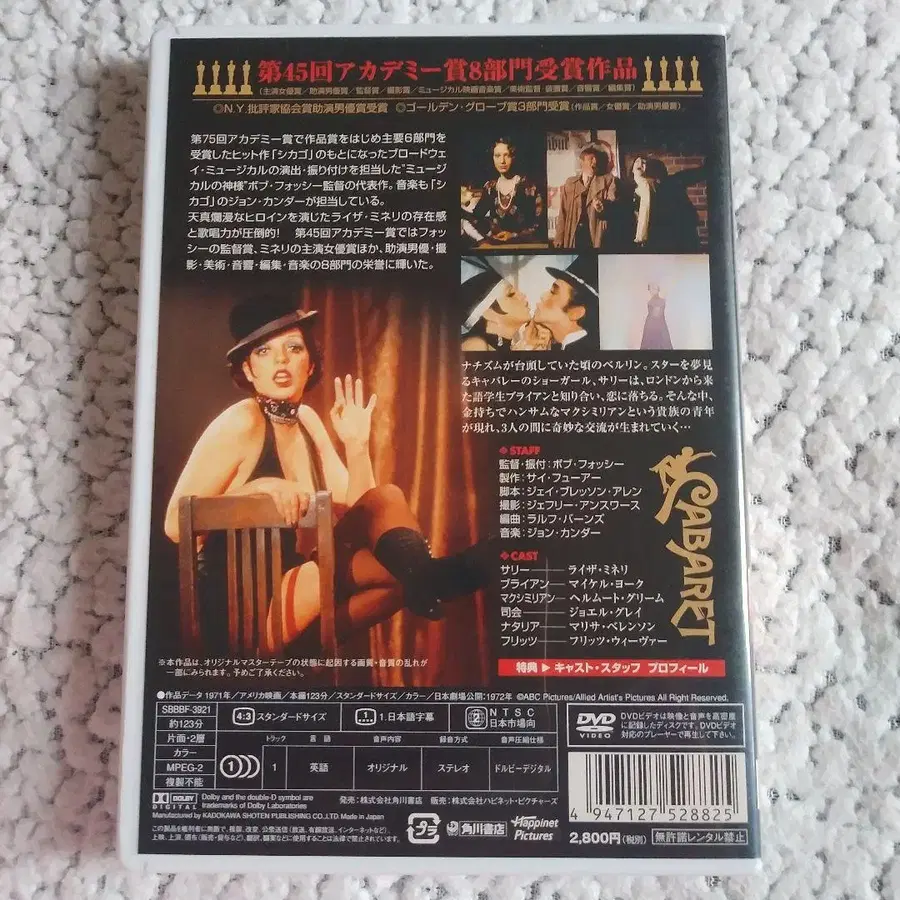 第45回アカデミー賞8部門受賞作品
(主演女優賞／助演男優賞／監督賞／撮影賞／ミュージカル映画音楽賞／美術監督・装置賞／音響賞／編集賞)
◎N.Y.批評家協会賞助演男優賞受賞 ◎ゴールデン・グローブ賞3部門受賞(作品賞／女優賞／助演男優賞)
第75回アカデミー賞で作品賞をはじめ主要6部門を
受賞したヒット作「シカゴ」のもとになったブロードウェ
イ・ミュージカルの演出・振り付けを担当した“ミュージ
カルの神様”ボブ・フォッシー監督の代表作。音楽も「シ
カゴ」のジョン・カンダーが担当している。
天真爛漫なヒロインを演じたライザ・ミネリの存在感
と歌唱力が圧倒的! 第45回アカデミー賞ではフォッ
シーの監督賞、ミネリの主演女優賞ほか、助演男優・撮
影・美術・音響・編集・音楽の8部門の栄誉に輝いた。
ナチズムが台頭していた頃のベルリン。スターを夢見
るキャバレーのショーガール、サリーは、ロンドンから来
た語学生ブライアンと知り合い、恋に落ちる。そんな中、
金持ちでハンサムなマクシミリアンという貴族の青年
が現れ、3人の間に奇妙な交流が生まれていく…
◆STAFF
監督・振付：ボブ・フォッシー
製作：サイ・フューアー
脚本：ジェイ・プレッソン・アレン
撮影：ジェフリー・アンスワース
編曲：ラルフ・バーンズ
音楽：ジョン・カンダー
◆CAST
サリー――ライザ・ミネリ
ブライアン―マイケル・ヨーク
マクシミリアン―ヘルムート・グリーム
司会――ジョエル・グレイ
ナタリア――マリサ・ベレンソン
フリッツ――フリッツ・ウィーヴァー
CABARET
特典▶キャスト・スタッフ プロフィール
※本作品は、オリジナルマスターテープの状態に起因する画質・音質の乱れが
一部にみられます。予めご了承ください。
●作品データ 1971年／アメリカ映画／本編123分／スタンダードサイズ／カラー／日本劇場公開：1972年 ©ABC Pictures/Allied Artist's Pictures All Right Reserved.
SBBBF-3921
約123分
片面・2層
カラー
MPEG-2
複製不能
4:3 スタンダードサイズ
1.日本語字幕
2 NTSC 日本市場向
トラック 言語 音声内容 録音方式 音声圧縮仕様
1 英語 オリジナル ステレオ ドルビーデジタル
DVD VIDEO
DVDビデオは映像と音声を高密度
に記録したディスクです。DVDビデオ
対応のプレーヤーで再生して下さい。
DOLBY DIGITAL
Dolby and the double-D symbol are
trademarks of Dolby Laboratories
Manufactured by KADOKAWA SHOTEN PUBLISHING CO.,LTD. Made in Japan
発売：株式会社角川書店 販売：株式会社ハピネット・ピクチャーズ
プラ
角川書店
Happinet Pictures
4 947127 528825
2,800円(税別)
無許諾レンタル禁止